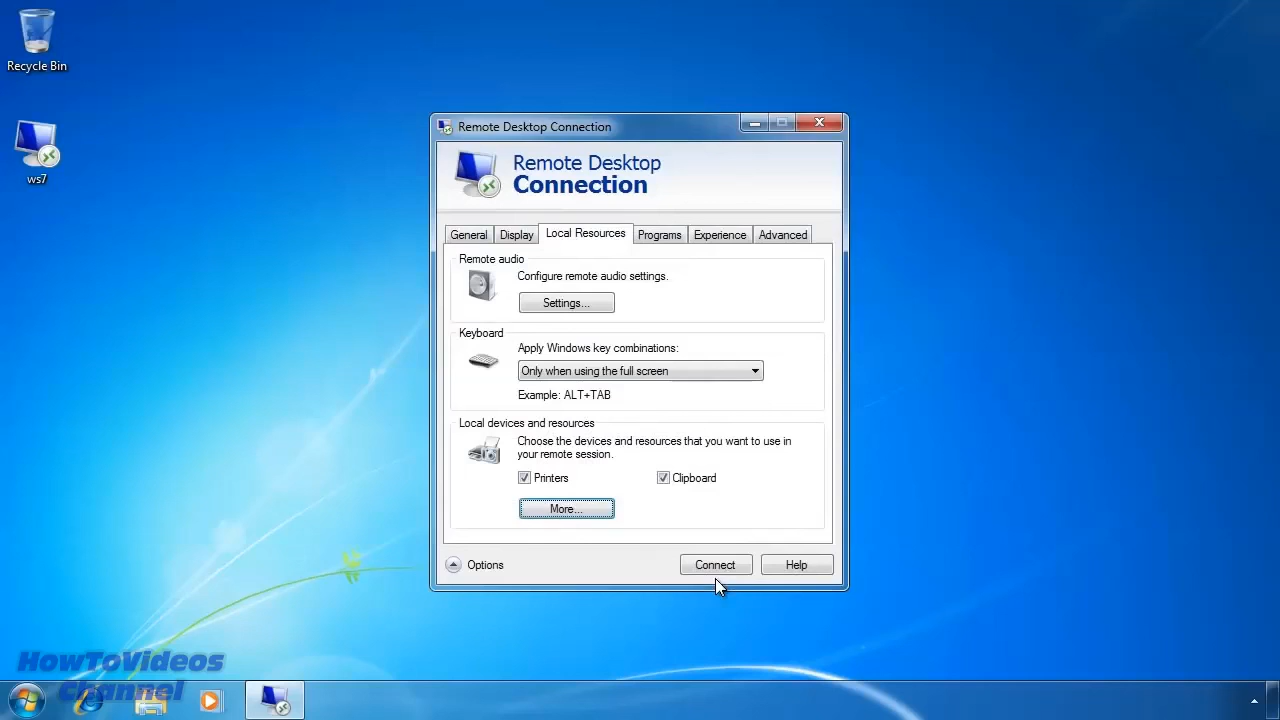 Recycle Bin
ws7
Remote Desktop Connection
Remote Desktop
Connection
General
Display
Local Resources
Programs
Experience
Advanced
Remote audio
Configure remote audio settings.
Settings...
Keyboard
Apply Windows key combinations:
Only when using the full screen
Example: ALT+TAB
Local devices and resources
Choose the devices and resources that you want to use in
your remote session.
Printers
Clipboard
More...
Options
Connect
Help
HowToVideos
Channel